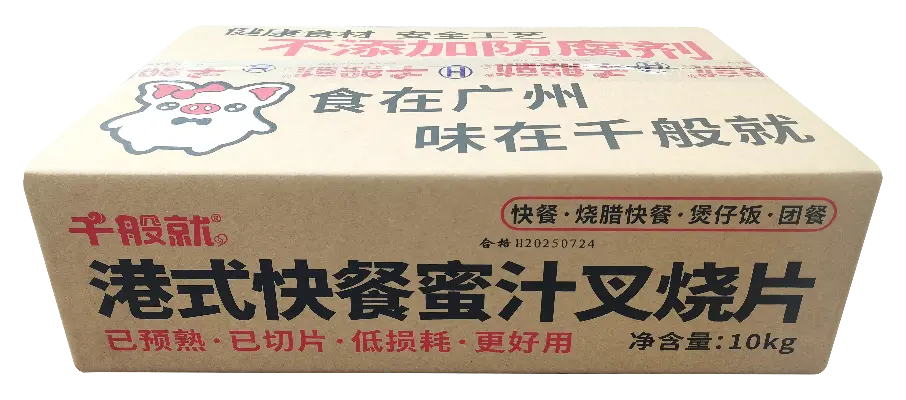 健康食材 安全工艺
不添加防腐剂
食在广州
味在千般就
千般就®
快餐·烧腊快餐·煲仔饭·团餐
合格H20250724
港式快餐蜜汁叉烧片
已预熟·已切片·低损耗·更好用
净含量:10kg